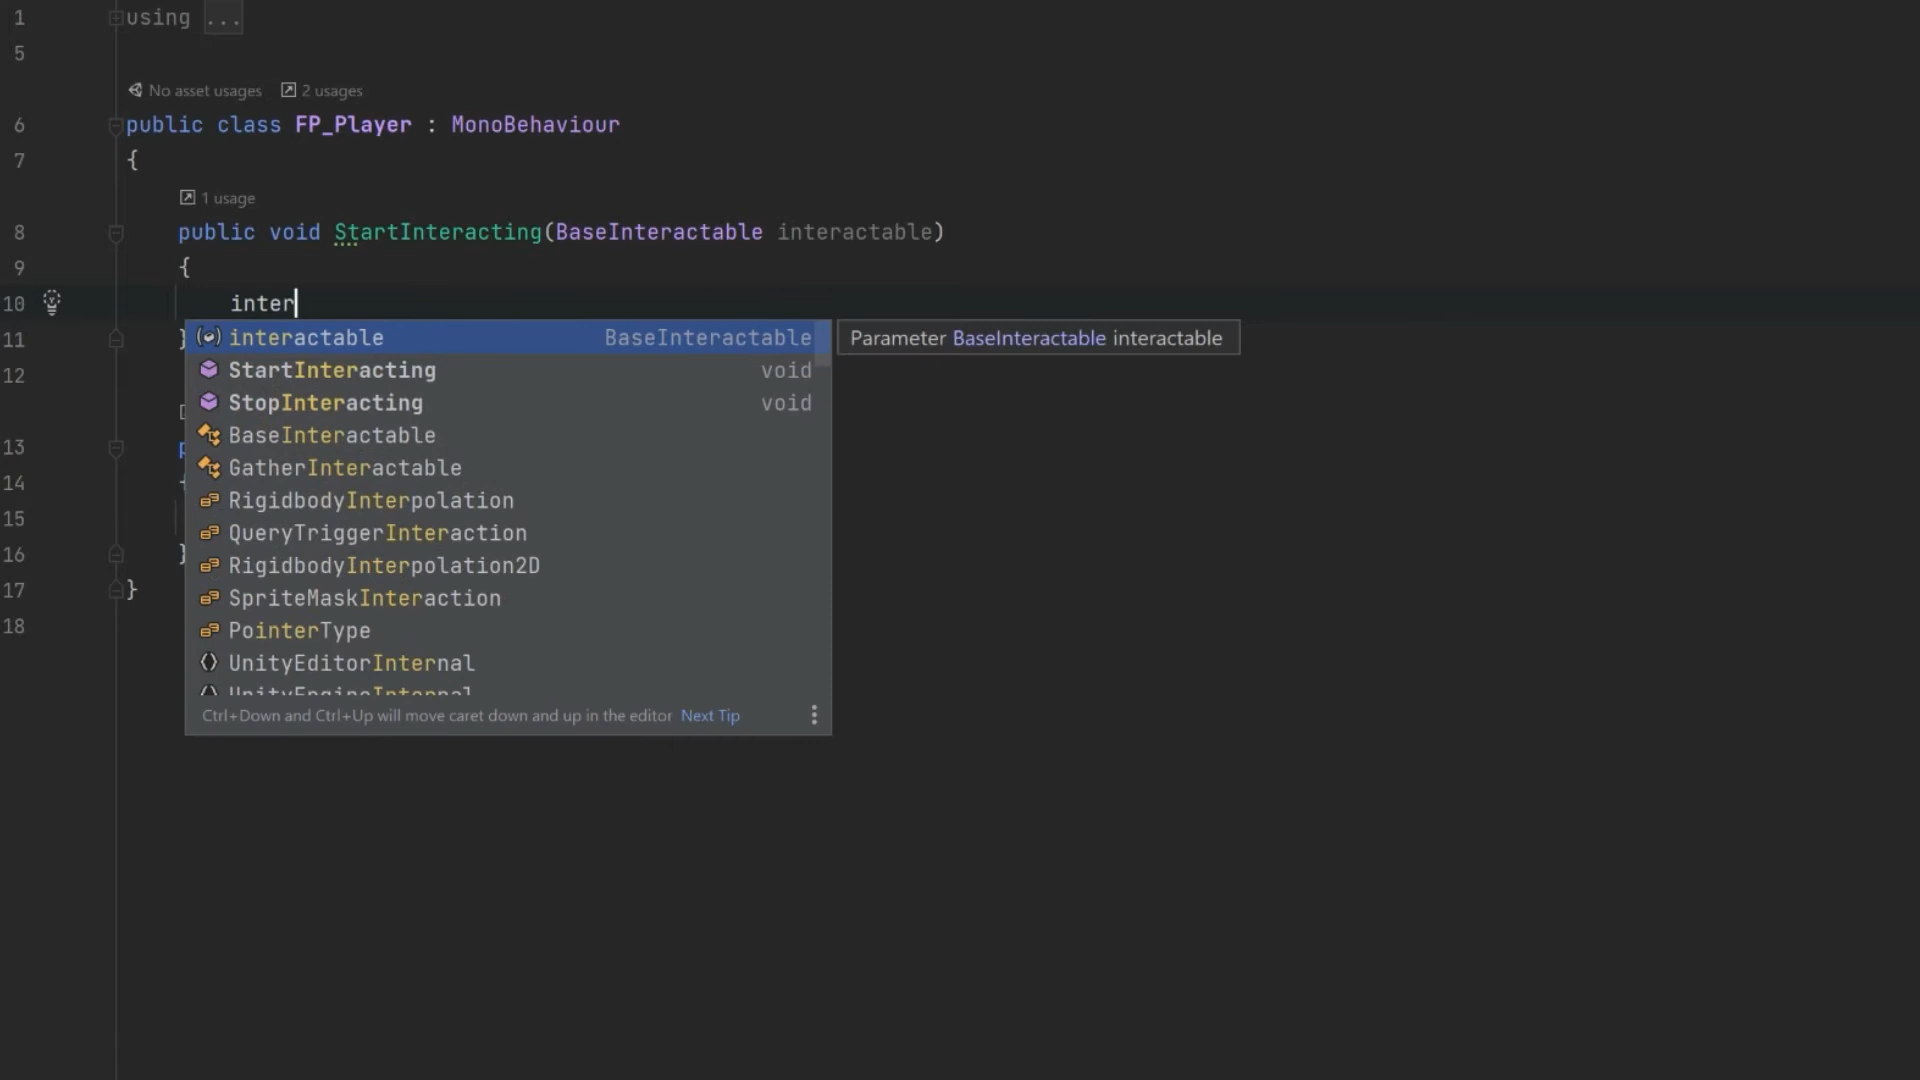 1 using ...
5
No asset usages 2 usages
6 public class FP_Player : MonoBehaviour
7 {
1 usage
8 public void StartInteracting(BaseInteractable interactable)
9 {
10 inter
11 } interactable BaseInteractable Parameter BaseInteractable interactable
StartInteracting void
12
StopInteracting void
BaseInteractable
13
GatherInteractable
14
RigidbodyInterpolation
15
QueryTriggerInteraction
16 }
RigidbodyInterpolation2D
17 }
SpriteMaskInteraction
18
PointerType
UnityEditorInternal
UnityEngineInternal
Ctrl+Down and Ctrl+Up will move caret down and up in the editor Next Tip